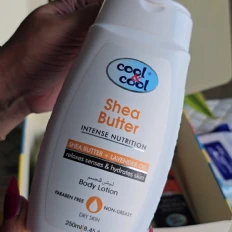 cool &
cool
Shea
Butter
INTENSE NUTRITION
SHEA BUTTER + LAVENDER OIL
relaxes senses & hydrates skin
Body Lotion
PARABEN FREE
NON-GREASY
DRY SKIN
250ml